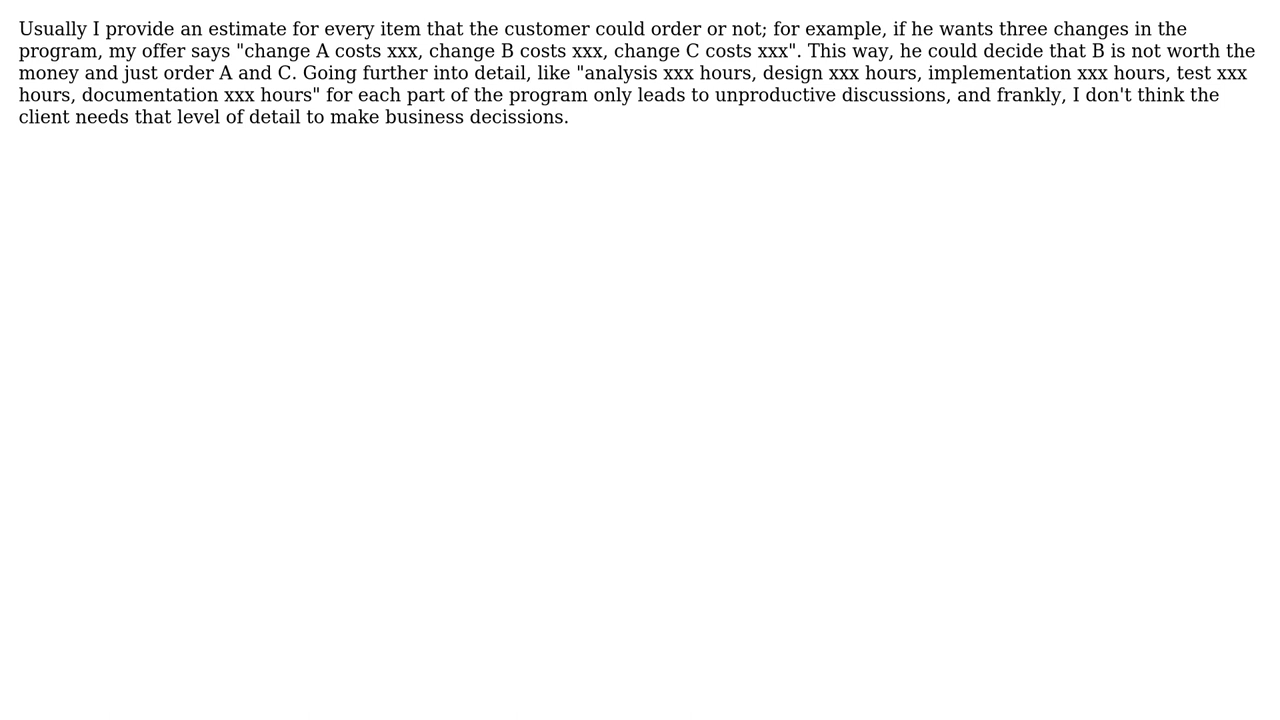 Usually I provide an estimate for every item that the customer could order or not; for example, if he wants three changes in the
program, my offer says "change A costs xxx, change B costs xxx, change C costs xxx". This way, he could decide that B is not worth the
money and just order A and C. Going further into detail, like "analysis xxx hours, design xxx hours, implementation xxx hours, test xxx
hours, documentation xxx hours" for each part of the program only leads to unproductive discussions, and frankly, I don't think the
client needs that level of detail to make business decissions.